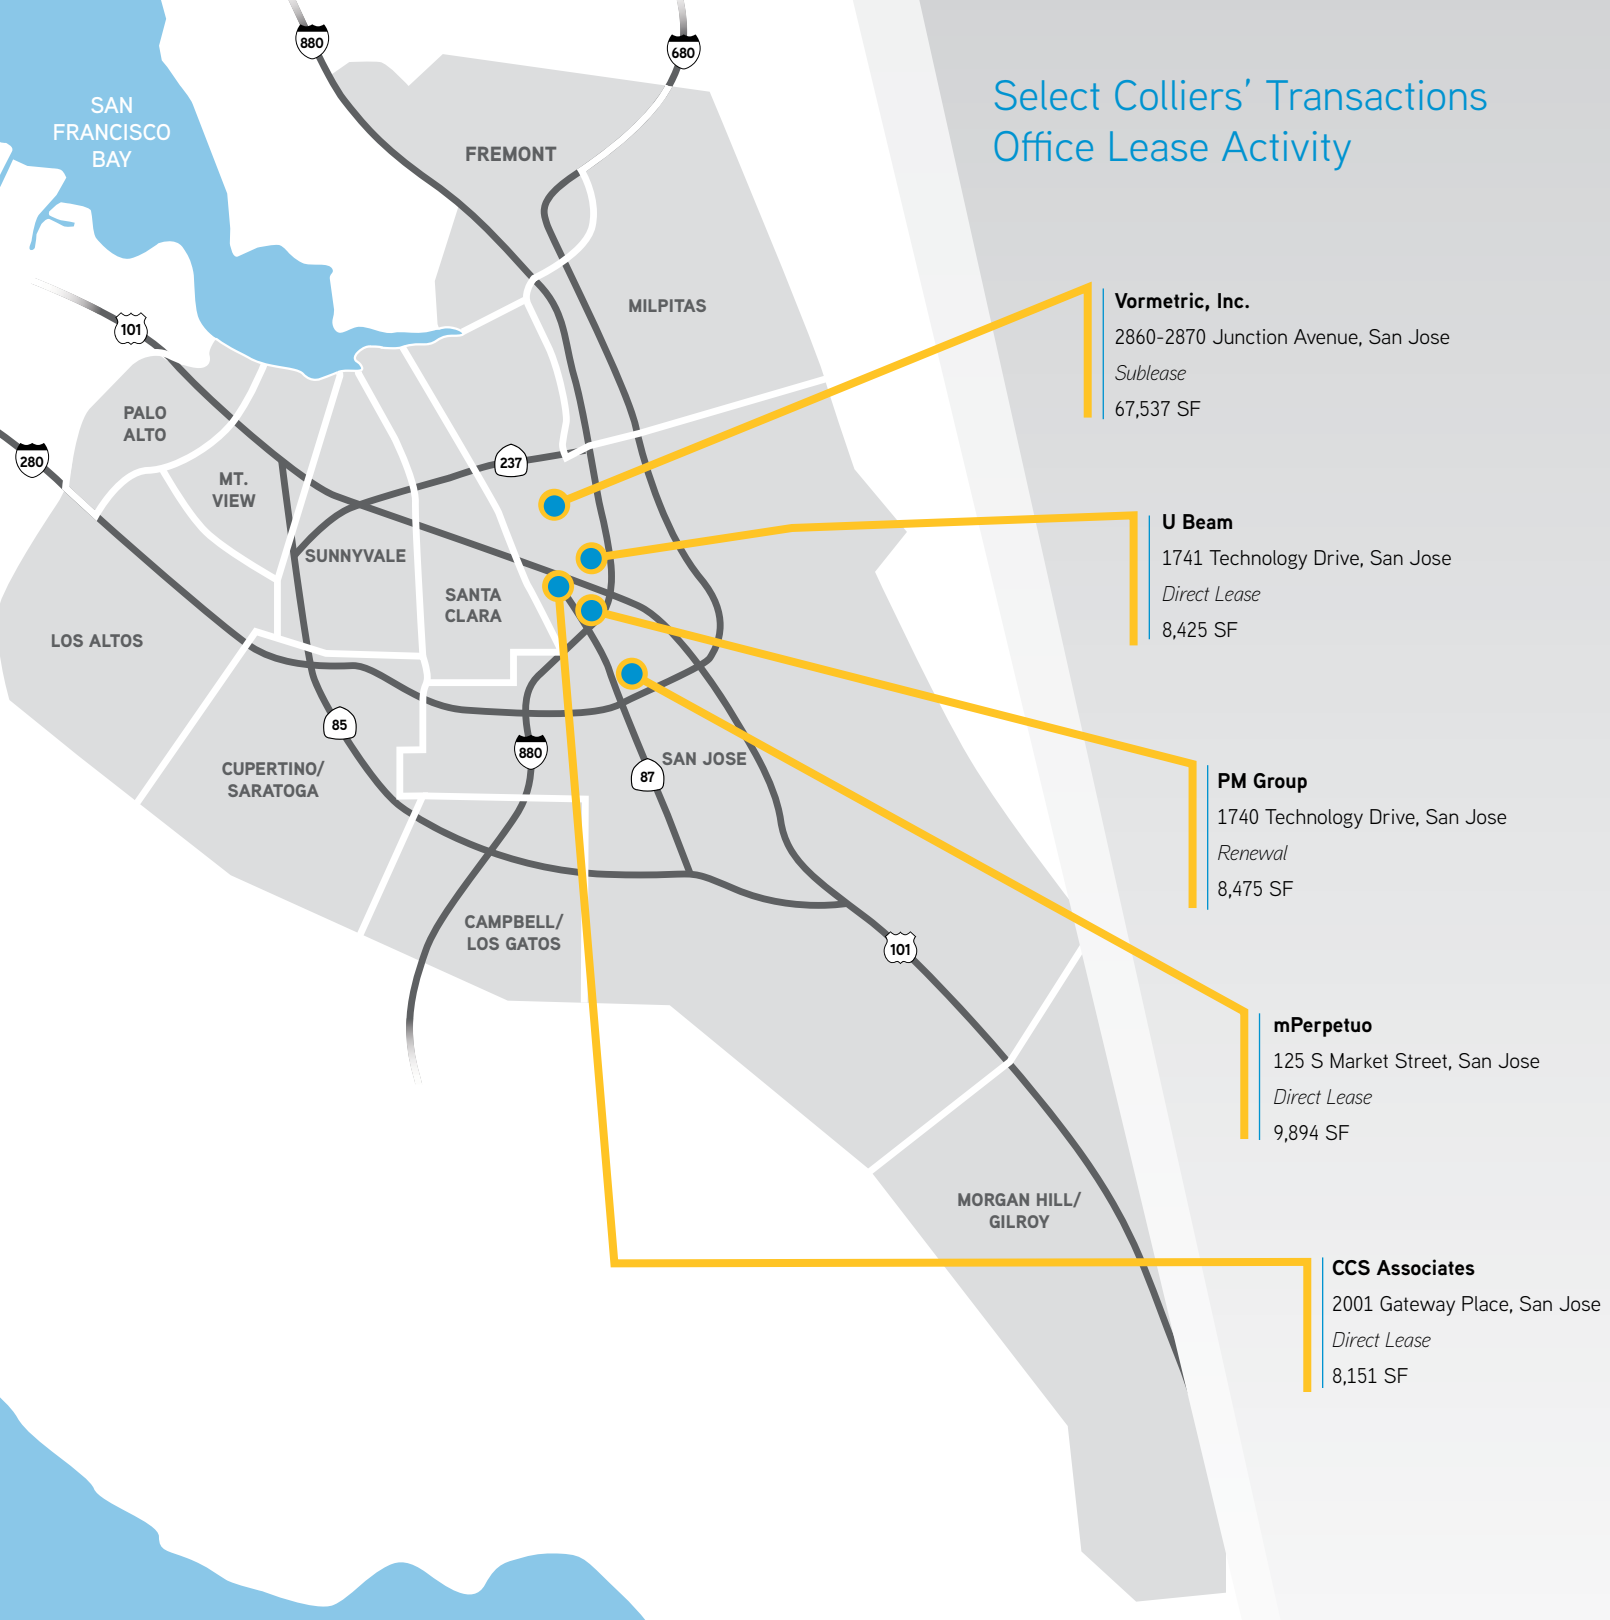 Select Colliers’ Transactions
Office Lease Activity
880
680
SAN
FRANCISCO
BAY
FREMONT
MILPITAS
101
PALO
ALTO
280
237
MT.
VIEW
SUNNYVALE
SANTA
CLARA
LOS ALTOS
85
880
87
SAN JOSE
CUPERTINO/
SARATOGA
CAMPBELL/
LOS GATOS
101
MORGAN HILL/
GILROY
Vormetric, Inc.
2860-2870 Junction Avenue, San Jose
Sublease
67,537 SF
U Beam
1741 Technology Drive, San Jose
Direct Lease
8,425 SF
PM Group
1740 Technology Drive, San Jose
Renewal
8,475 SF
mPerpetuo
125 S Market Street, San Jose
Direct Lease
9,894 SF
CCS Associates
2001 Gateway Place, San Jose
Direct Lease
8,151 SF